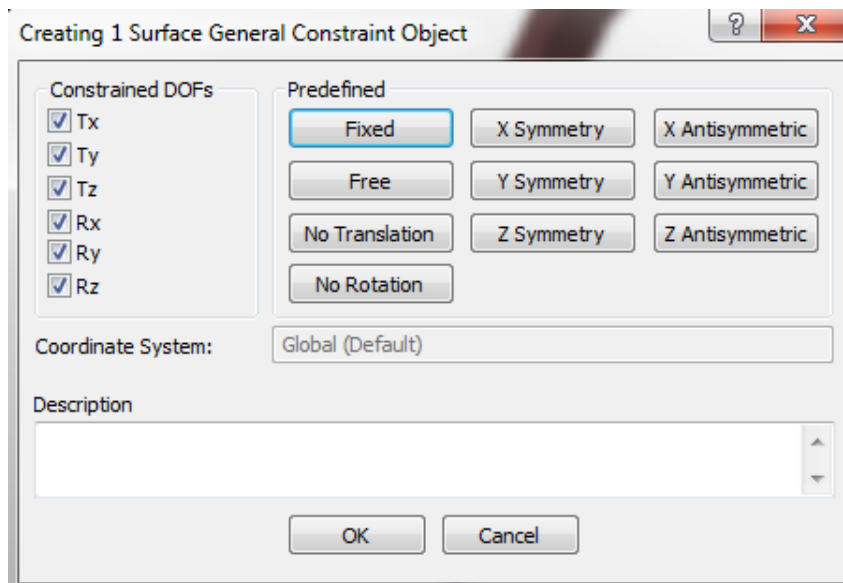 Creating 1 Surface General Constraint Object
?
X
Constrained DOFs
Tx
Ty
Tz
Rx
Ry
Rz
Predefined
Fixed
X Symmetry
X Antisymmetric
Free
Y Symmetry
Y Antisymmetric
No Translation
Z Symmetry
Z Antisymmetric
No Rotation
Coordinate System:
Global (Default)
Description
OK
Cancel